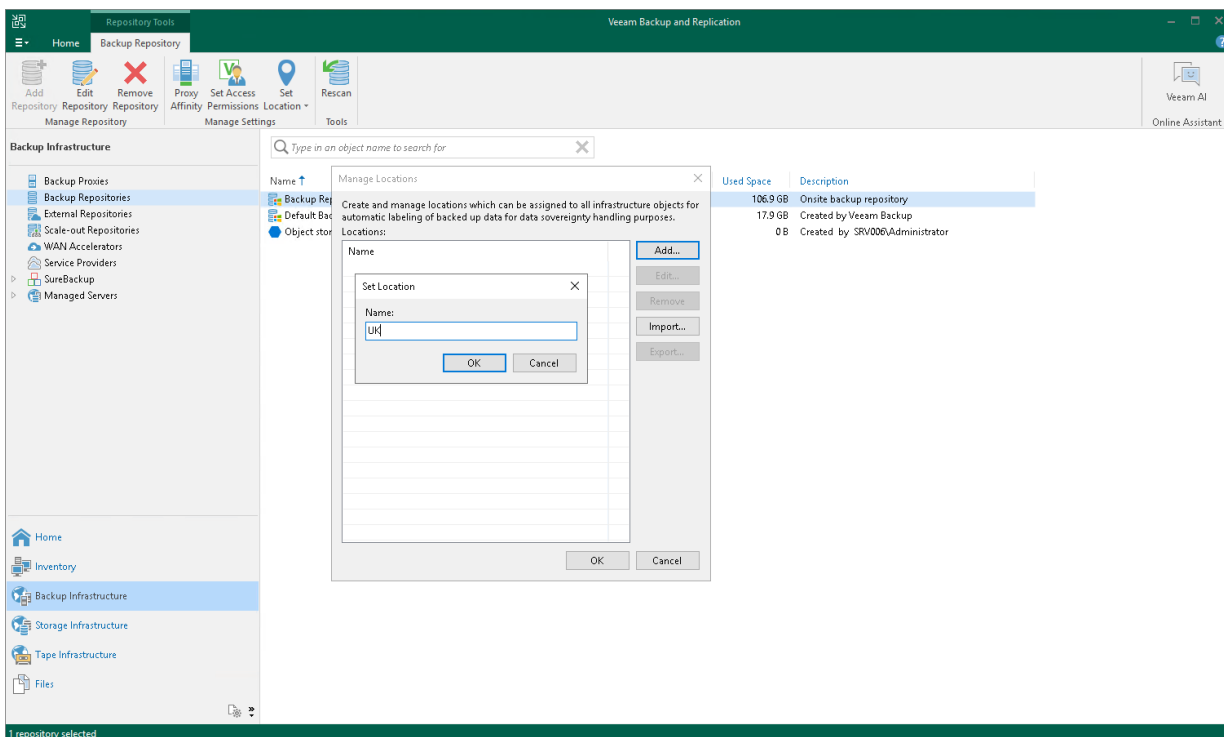 Repository Tools
Veeam Backup and Replication
Home
Backup Repository
Add Repository
Edit Repository
Remove Repository
Proxy Affinity
Set Access Permissions
Set Location
Rescan
Veeam AI
Manage Repository
Manage Settings
Tools
Online Assistant
Backup Infrastructure
Type in an object name to search for
Backup Proxies
Backup Repositories
External Repositories
Scale-out Repositories
WAN Accelerators
Service Providers
SureBackup
Managed Servers
Name
Used Space
Description
Backup Rep
106.9 GB
Onsite backup repository
Default Bac
17.9 GB
Created by Veeam Backup
Object stor
0 B
Created by SRV006\Administrator
Manage Locations
Create and manage locations which can be assigned to all infrastructure objects for
automatic labeling of backed up data for data sovereignty handling purposes.
Locations:
Name
Add...
Edit...
Remove
Import...
Export...
Set Location
Name:
UK
OK
Cancel
OK
Cancel
Home
Inventory
Backup Infrastructure
Storage Infrastructure
Tape Infrastructure
Files
1 repository selected